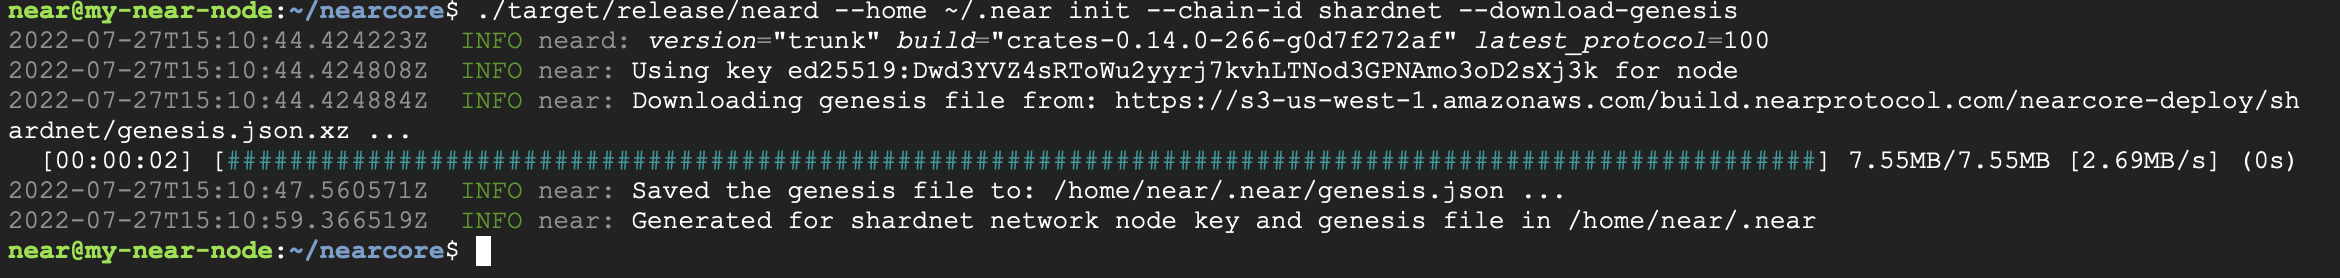 near@my-near-node:~/nearcore$ ./target/release/neard --home ~/.near init --chain-id shardnet --download-genesis
2022-07-27T15:10:44.424223Z  INFO neard: version="trunk" build="crates-0.14.0-266-g0d7f272af" latest_protocol=100
2022-07-27T15:10:44.424808Z  INFO near: Using key ed25519:Dwd3YVZ4sRToWu2yyrj7kvhLTNod3GPNAmo3oD2sXj3k for node
2022-07-27T15:10:44.424884Z  INFO near: Downloading genesis file from: https://s3-us-west-1.amazonaws.com/build.nearprotocol.com/nearcore-deploy/sh
ardnet/genesis.json.xz ...
[00:00:02] [######################################################################################################] 7.55MB/7.55MB [2.69MB/s] (0s)
2022-07-27T15:10:47.560571Z  INFO near: Saved the genesis file to: /home/near/.near/genesis.json ...
2022-07-27T15:10:59.366519Z  INFO near: Generated for shardnet network node key and genesis file in /home/near/.near
near@my-near-node:~/nearcore$